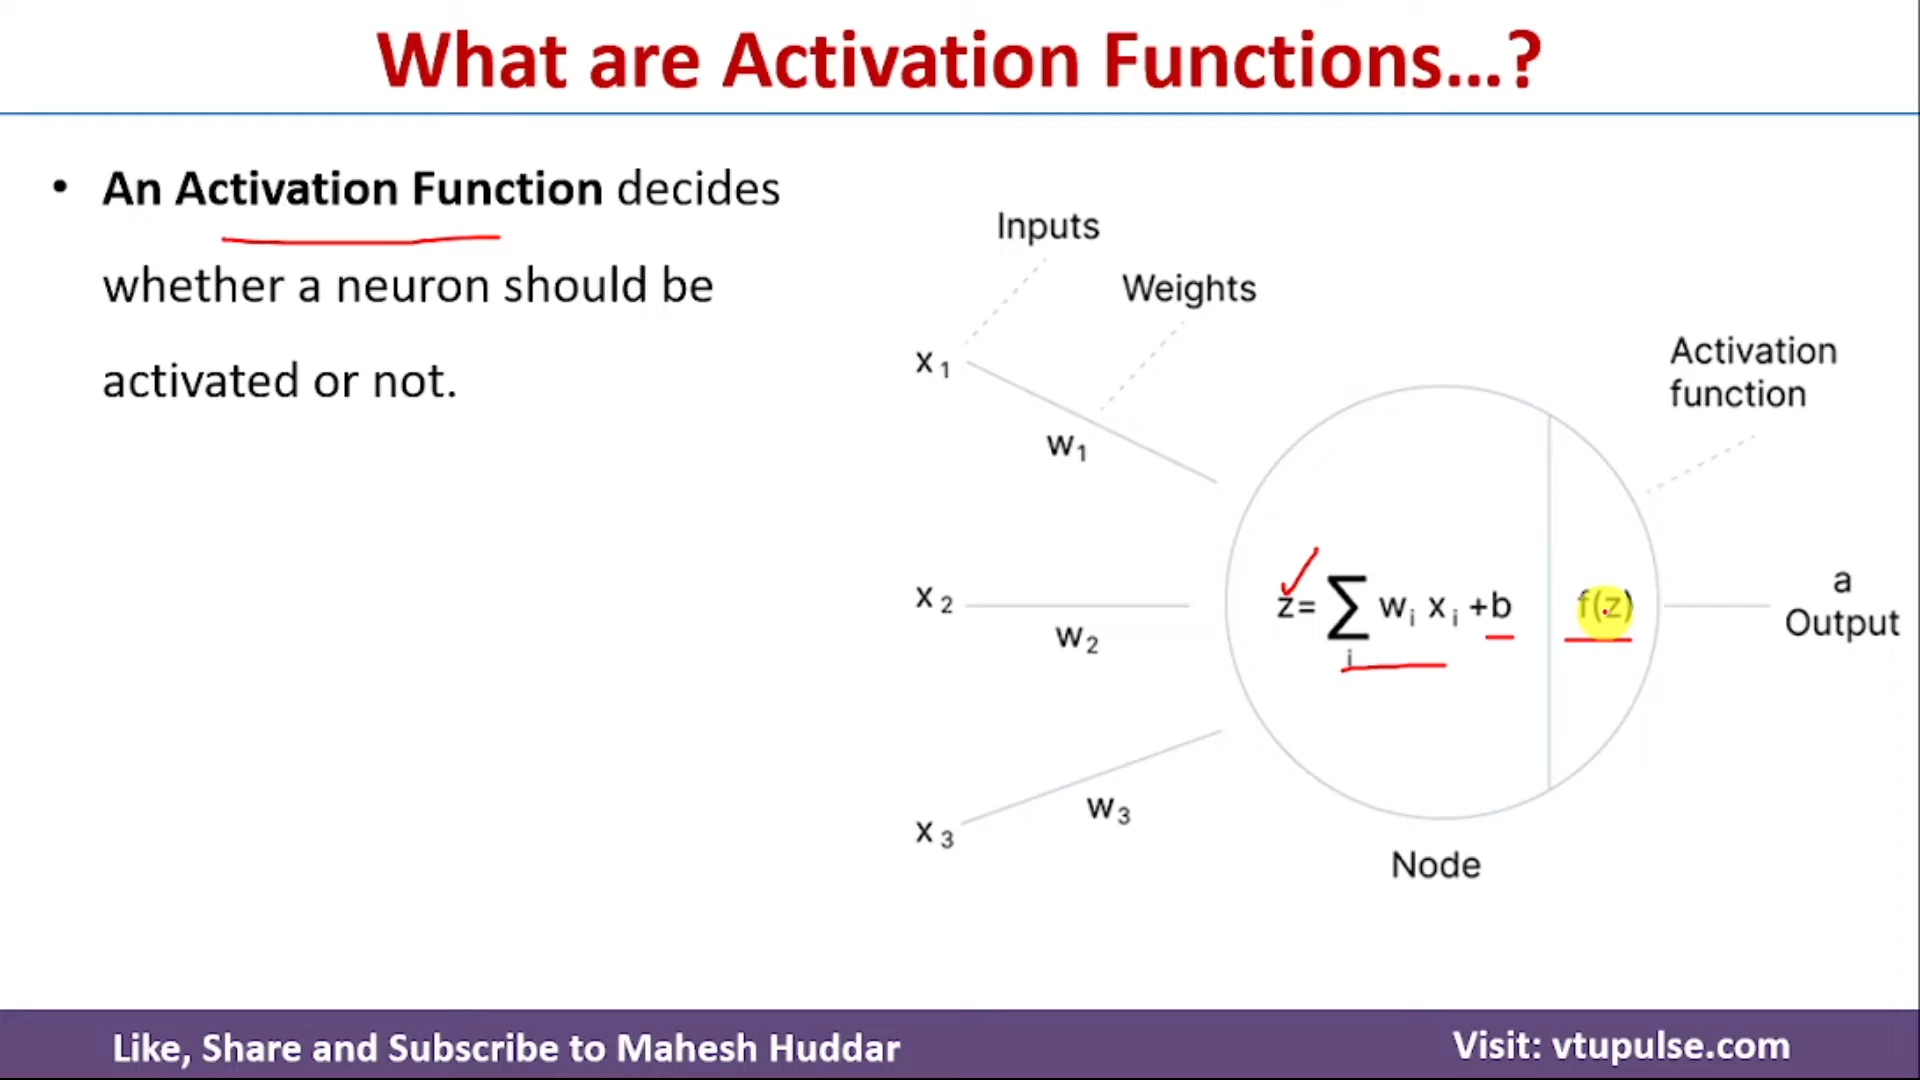 What are Activation Functions...?
• An Activation Function decides
whether a neuron should be
activated or not.
Inputs
Weights
Activation
function
x₁
w₁
x₂
w₂
z= ∑ᵢ wᵢ xᵢ +b
f(z)
a
Output
x₃
w₃
Node
Like, Share and Subscribe to Mahesh Huddar
Visit: vtupulse.com